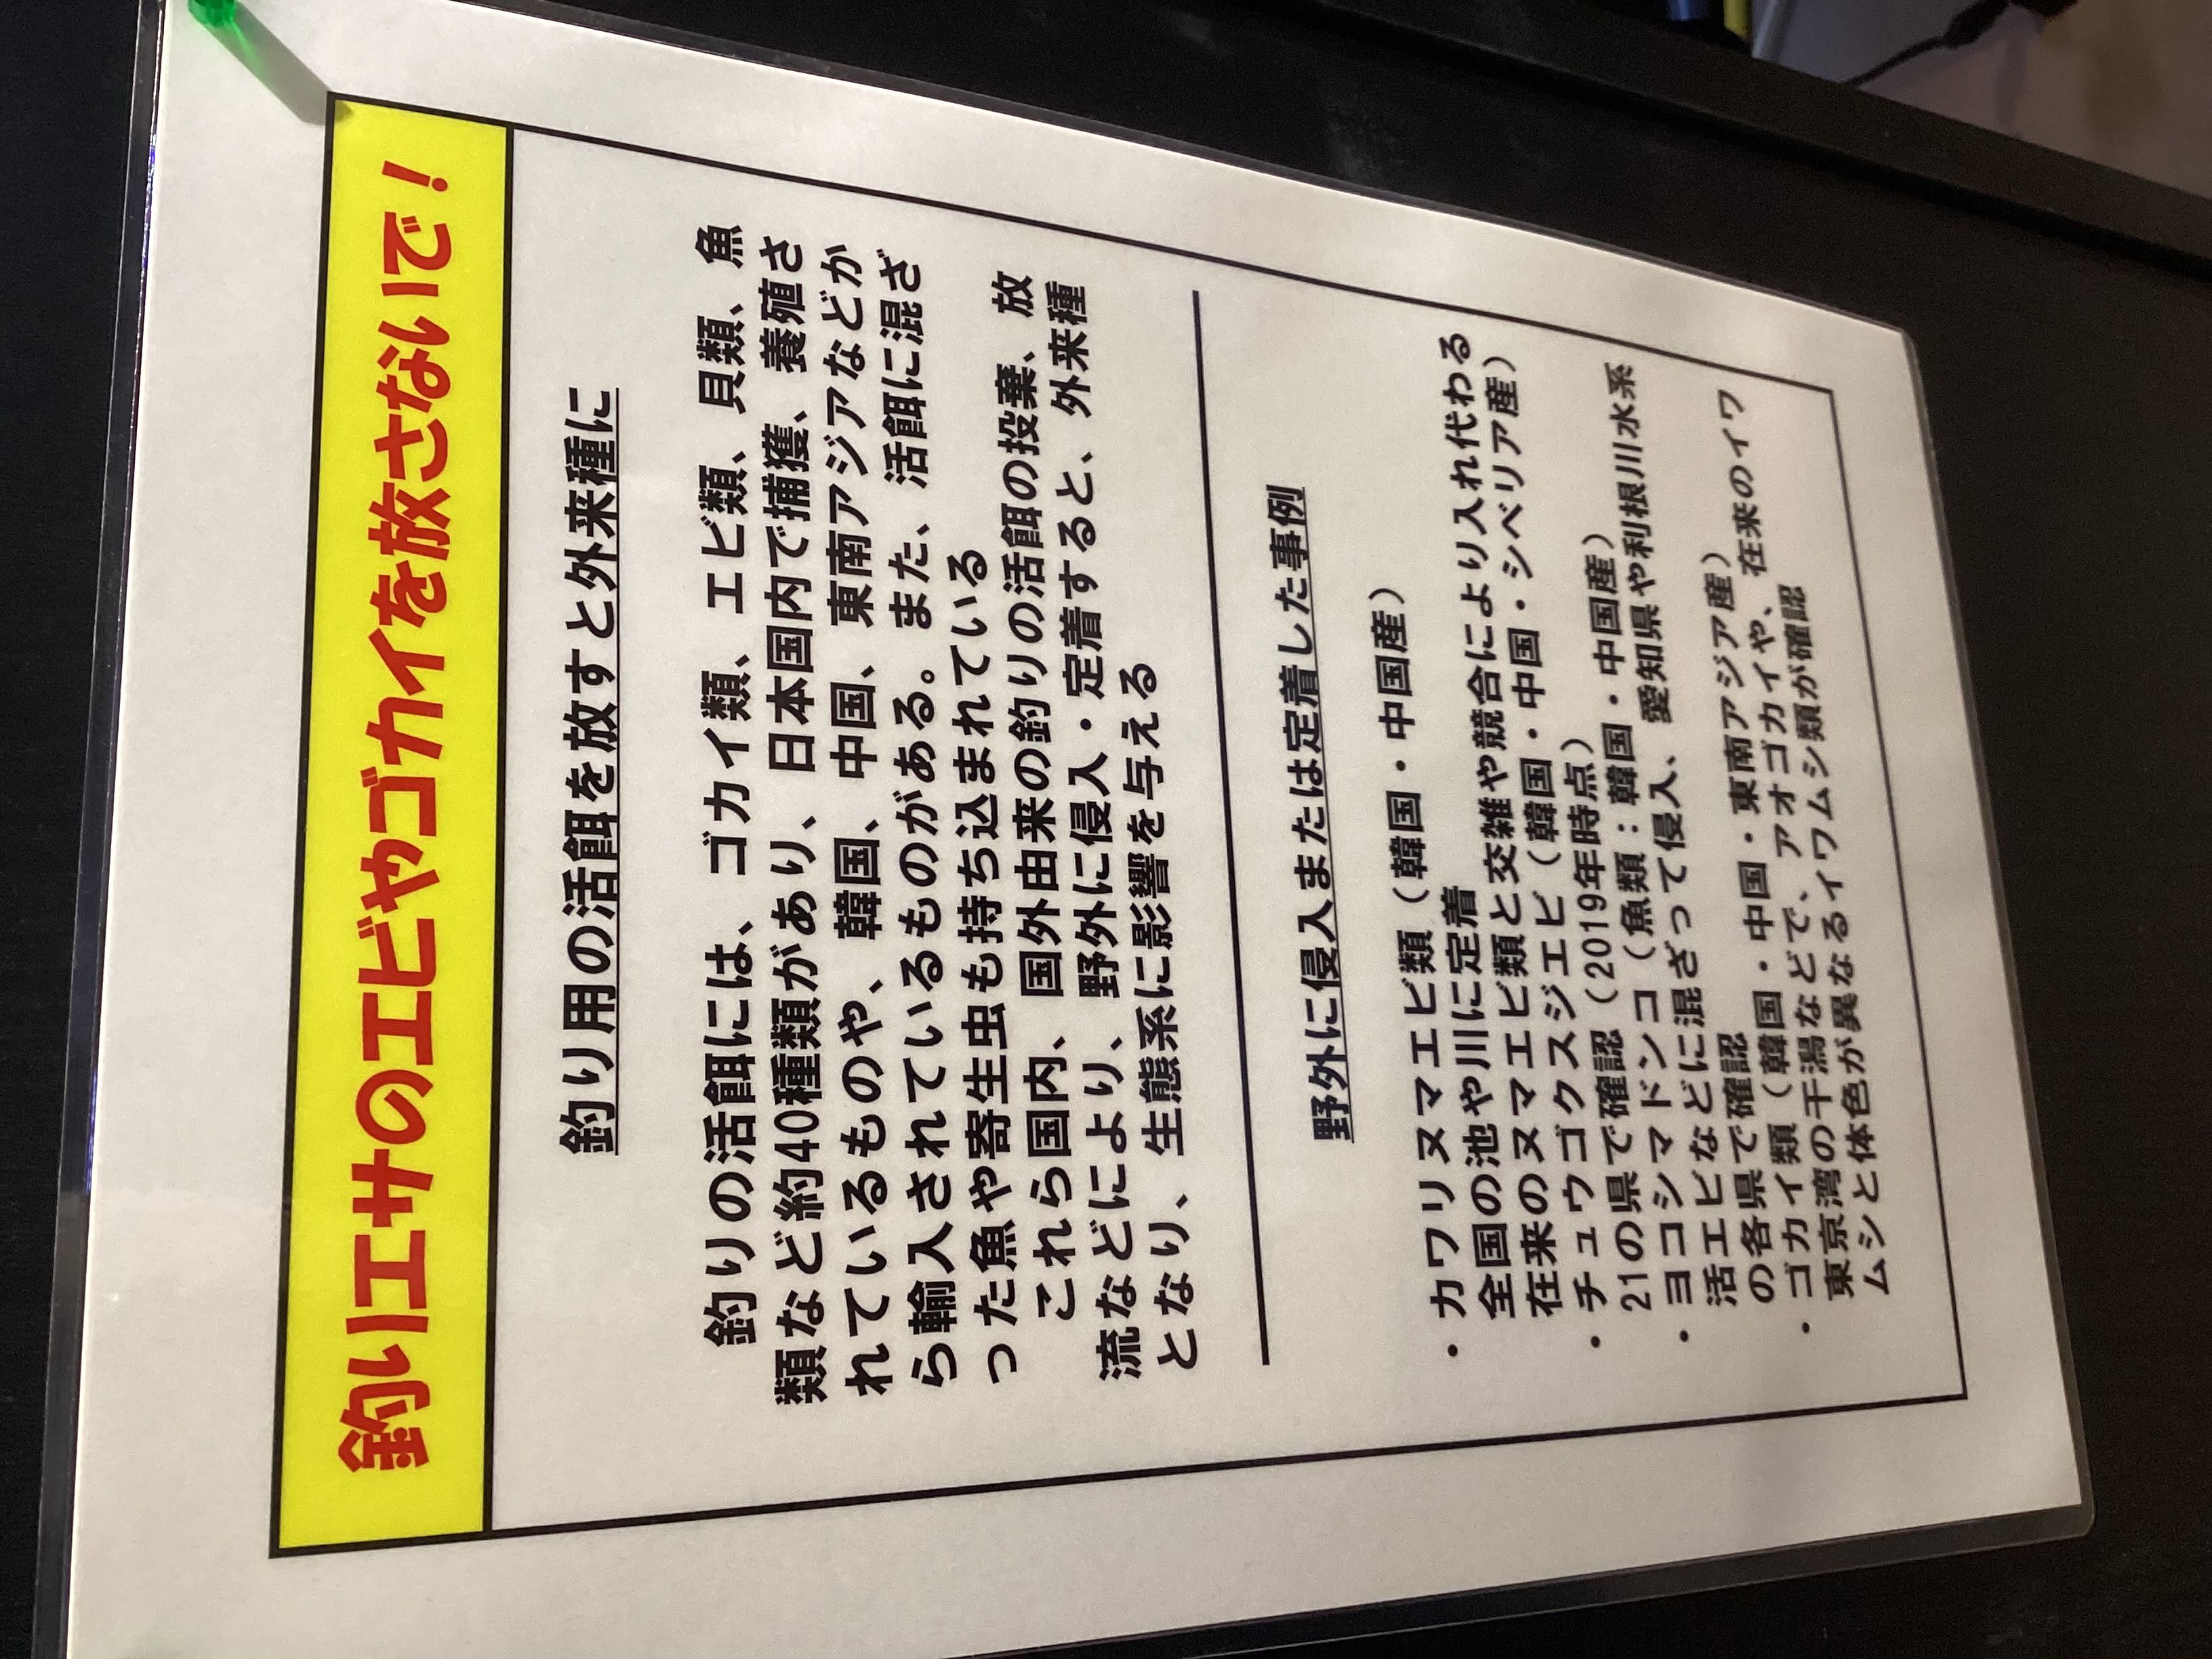 釣りエサのエビやゴカイを放さないで！
釣り用の活餌を放すと外来種に
釣りの活餌には、ゴカイ類、エビ類、貝類、魚
類など約40種類があり、日本国内で捕獲、養殖さ
れているものや、韓国、中国、東南アジアなどか
ら輸入されているものがある。また、活餌に混ざ
った魚や寄生虫も持ち込まれている
これら国内、国外由来の釣りの活餌の投棄、放
流などにより、野外に侵入・定着すると、外来種
となり、生態系に影響を与える
野外に侵入または定着した事例
・カワリヌマエビ類（韓国・中国産）
全国の池や川に定着
在来のヌマエビ類と交雑や競合により入れ代わる
・チュウゴクスジエビ（韓国・中国・シベリア産）
21の県で確認（2019年時点）
・ヨコシマドンコ（魚類：韓国・中国産）
活エビなどに混ざって侵入、愛知県や利根川水系
の各県で確認
・ゴカイ類（韓国・中国・東南アジア産）
東京湾の干潟などで、アオゴカイや、在来のイワ
ムシと体色が異なるイワムシ類が確認